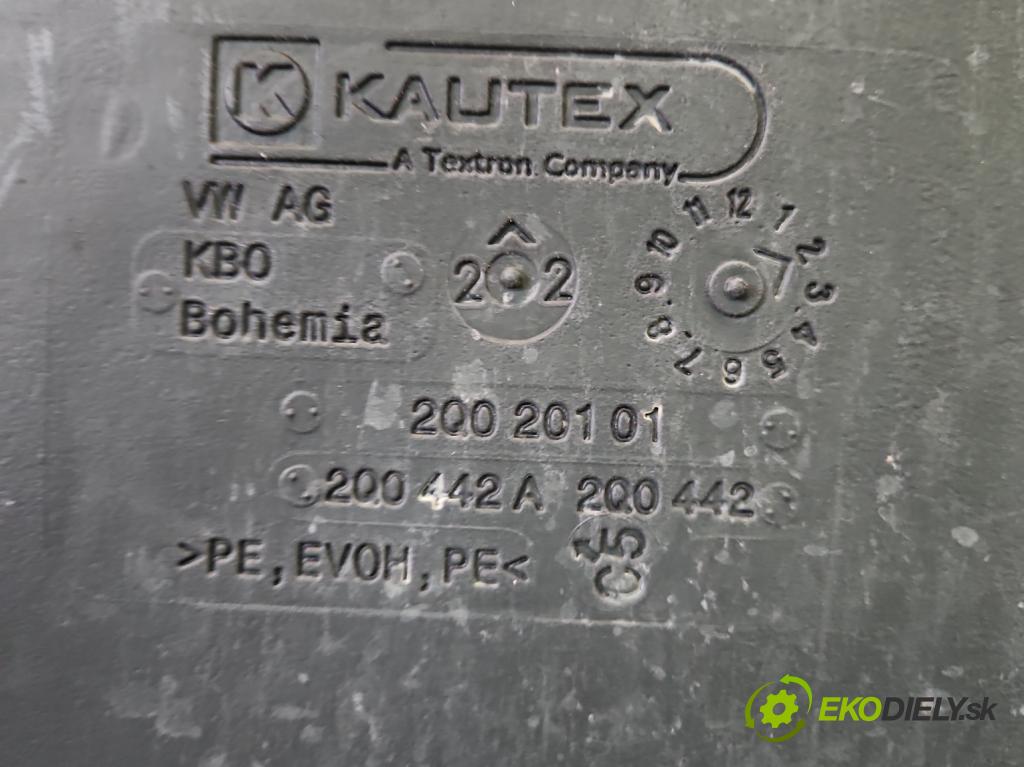 K KAUTEX
A Textron Company
VW AG
KBO
Bohemia
2 2
11 12 1 2 3 4 5 6 7 8 9 10
2Q0 201 01
2Q0 442 A 2Q0 442
>PE,EVOH,PE<
C5
EKODIELY.sk